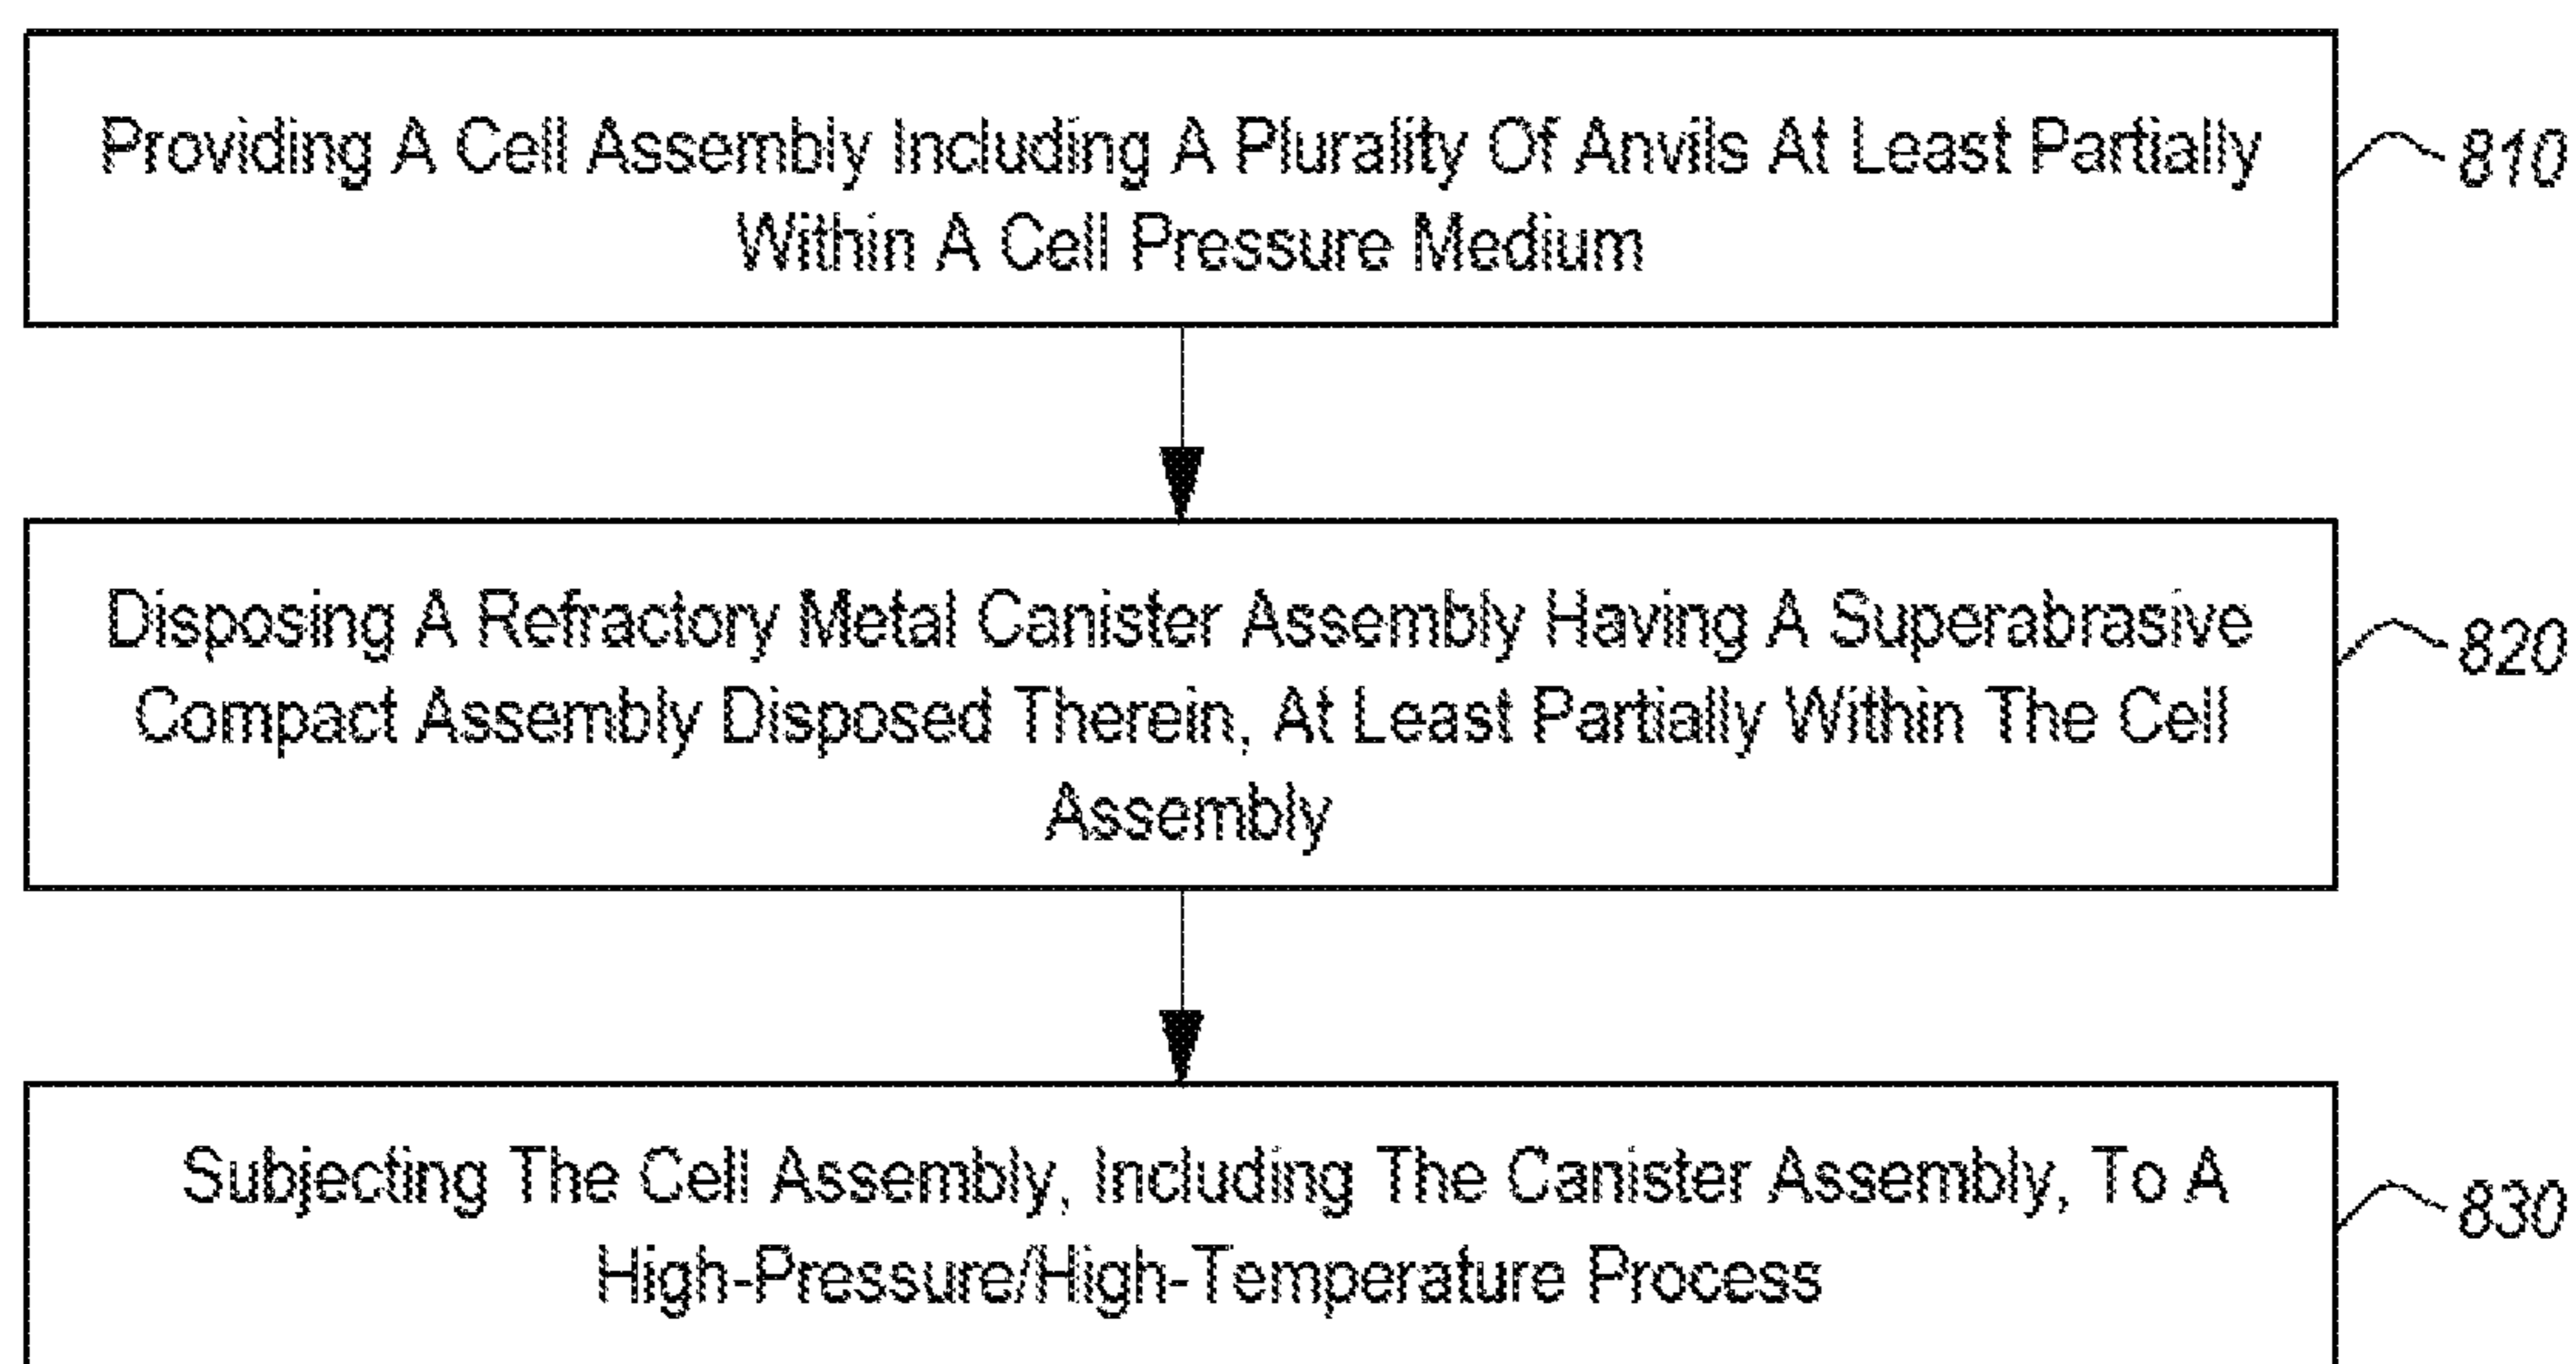 Providing A Cell Assembly Including A Plurality Of Anvils At Least Partially
Within A Cell Pressure Medium
810
Disposing A Refractory Metal Canister Assembly Having A Superabrasive
Compact Assembly Disposed Therein, At Least Partially Within The Cell
Assembly
820
Subjecting The Cell Assembly, Including The Canister Assembly, To A
High-Pressure/High-Temperature Process
830